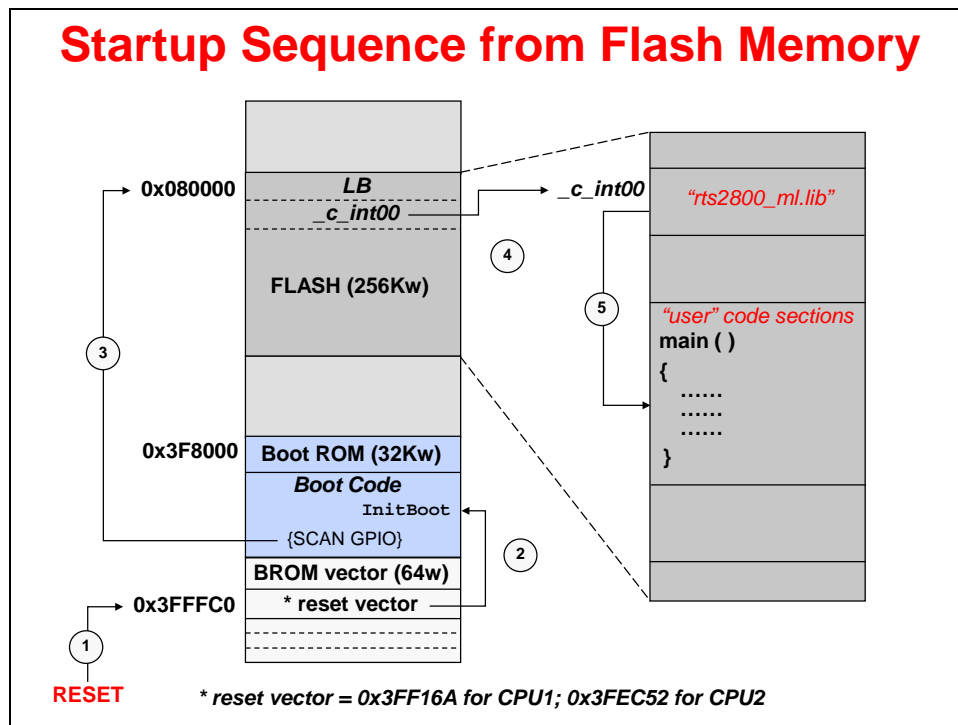 Startup Sequence from Flash Memory
0x080000
LB
_c_int00
FLASH (256Kw)
3
0x3F8000
Boot ROM (32Kw)
Boot Code
InitBoot
{SCAN GPIO}
2
BROM vector (64w)
0x3FFFC0
* reset vector
1
RESET
4
_c_int00
"rts2800_ml.lib"
5
"user" code sections
main ( )
{
……
……
……
}
* reset vector = 0x3FF16A for CPU1; 0x3FEC52 for CPU2